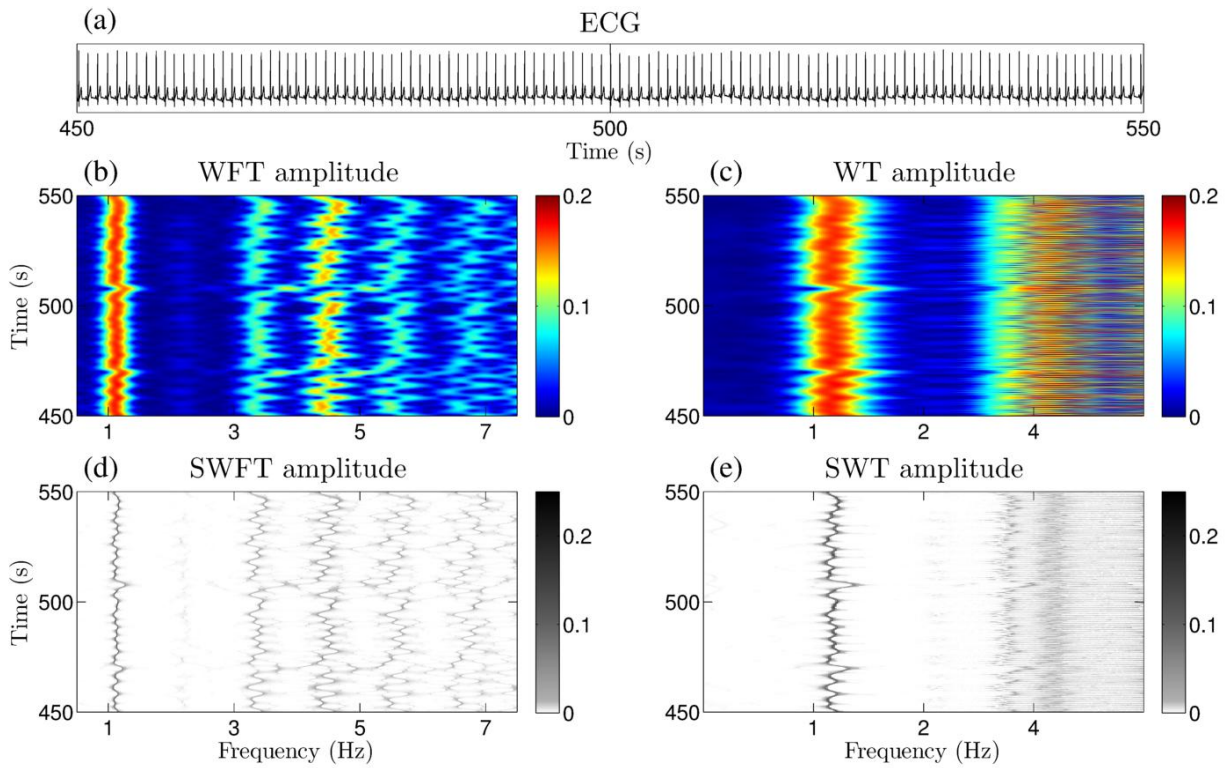 (a) ECG
450 500 550
Time (s)
(b) WFT amplitude
550
500
450
Time (s)
1 3 5 7
0.2
0.1
0
(c) WT amplitude
550
500
450
1 2 4
0.2
0.1
0
(d) SWFT amplitude
550
500
450
Time (s)
1 3 5 7
Frequency (Hz)
0.2
0.1
0
(e) SWT amplitude
550
500
450
1 2 4
Frequency (Hz)
0.2
0.1
0